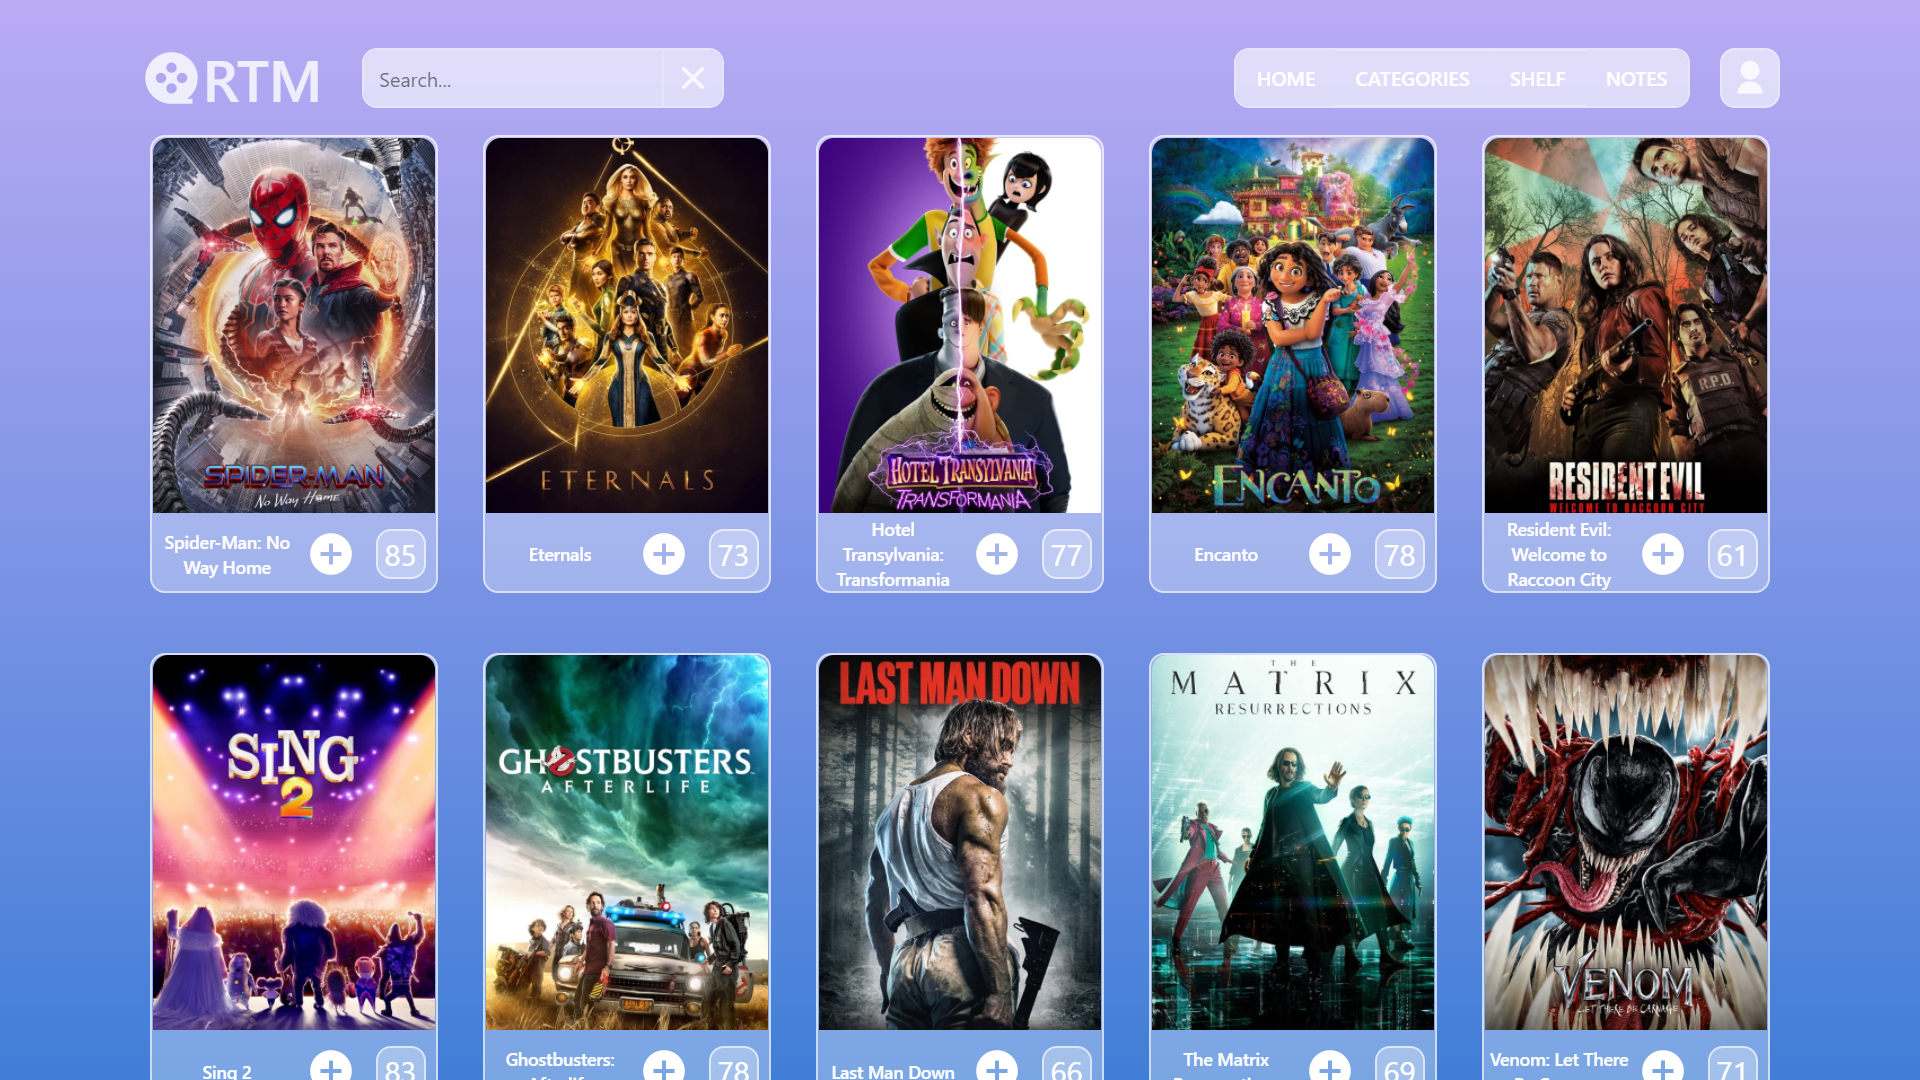 RTM
Search...
HOME CATEGORIES SHELF NOTES
SPIDER-MAN
No Way Home
ETERNALS
HOTEL TRANSYLVANIA
TRANSFORMANIA
ENCANTO
R.P.D.
RESIDENT EVIL
WELCOME TO RACCOON CITY
Spider-Man: No
Way Home
85
Eternals
73
Hotel
Transylvania:
Transformania
77
Encanto
78
Resident Evil:
Welcome to
Raccoon City
61
SING
2
GHOSTBUSTERS
AFTERLIFE
LAST MAN DOWN
THE
MATRIX
RESURRECTIONS
VENOM
LET THERE BE CARNAGE
Sing 2
83
Ghostbusters:
78
Last Man Down
66
The Matrix
69
Venom: Let There
71